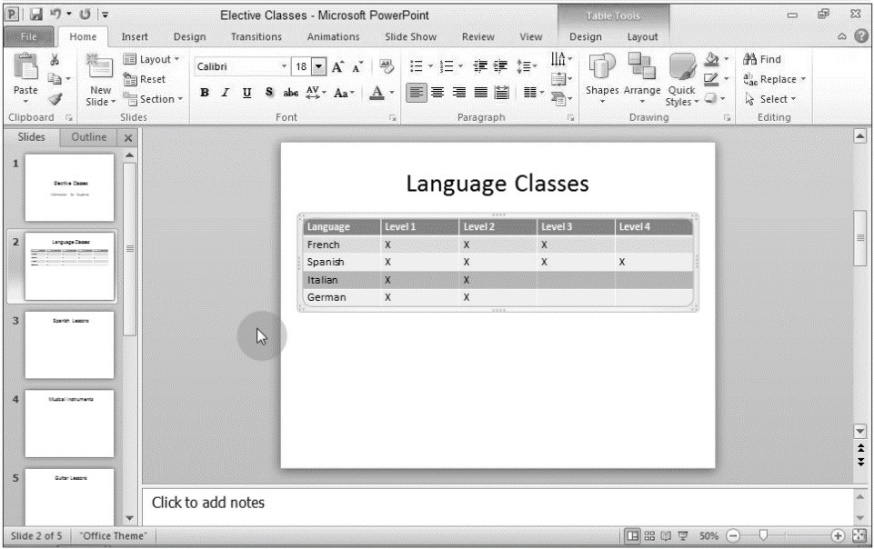 Elective Classes - Microsoft PowerPoint
Table Tools
File Home Insert Design Transitions Animations Slide Show Review View Design Layout
Paste
Clipboard
New
Slide
Layout
Reset
Section
Slides
Calibri 18 A A
B I U S abc AV Aa A
Font
Paragraph
Shapes Arrange Quick
Styles
Drawing
Find
Replace
Select
Editing
Slides Outline
1
Elective Classes
2
Language Classes
3
Spanish Lessons
4
Musical Instruments
5
Guitar Lessons
Language Classes
Language Level 1 Level 2 Level 3 Level 4
French X X X
Spanish X X X X
Italian X X
German X X
Click to add notes
Slide 2 of 5 "Office Theme" 50%